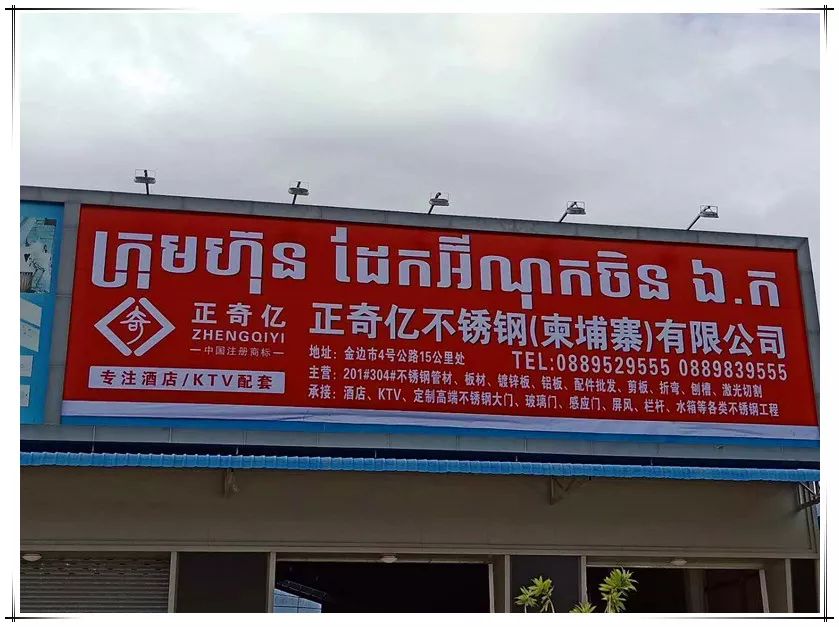 ក្រុមហ៊ុន ដែកអ៊ីណុកចិន ឯ.ក
正奇亿
ZHENGQIYI
中国注册商标
专注酒店/KTV配套
正奇亿不锈钢(柬埔寨)有限公司
地址：金边市4号公路15公里处
TEL:0889529555 0889839555
主营：201#304#不锈钢管材、板材、镀锌板、铝板、配件批发、剪板、折弯、刨槽、激光切割
承接：酒店、KTV、定制高端不锈钢大门、玻璃门、感应门、屏风、栏杆、水箱等各类不锈钢工程